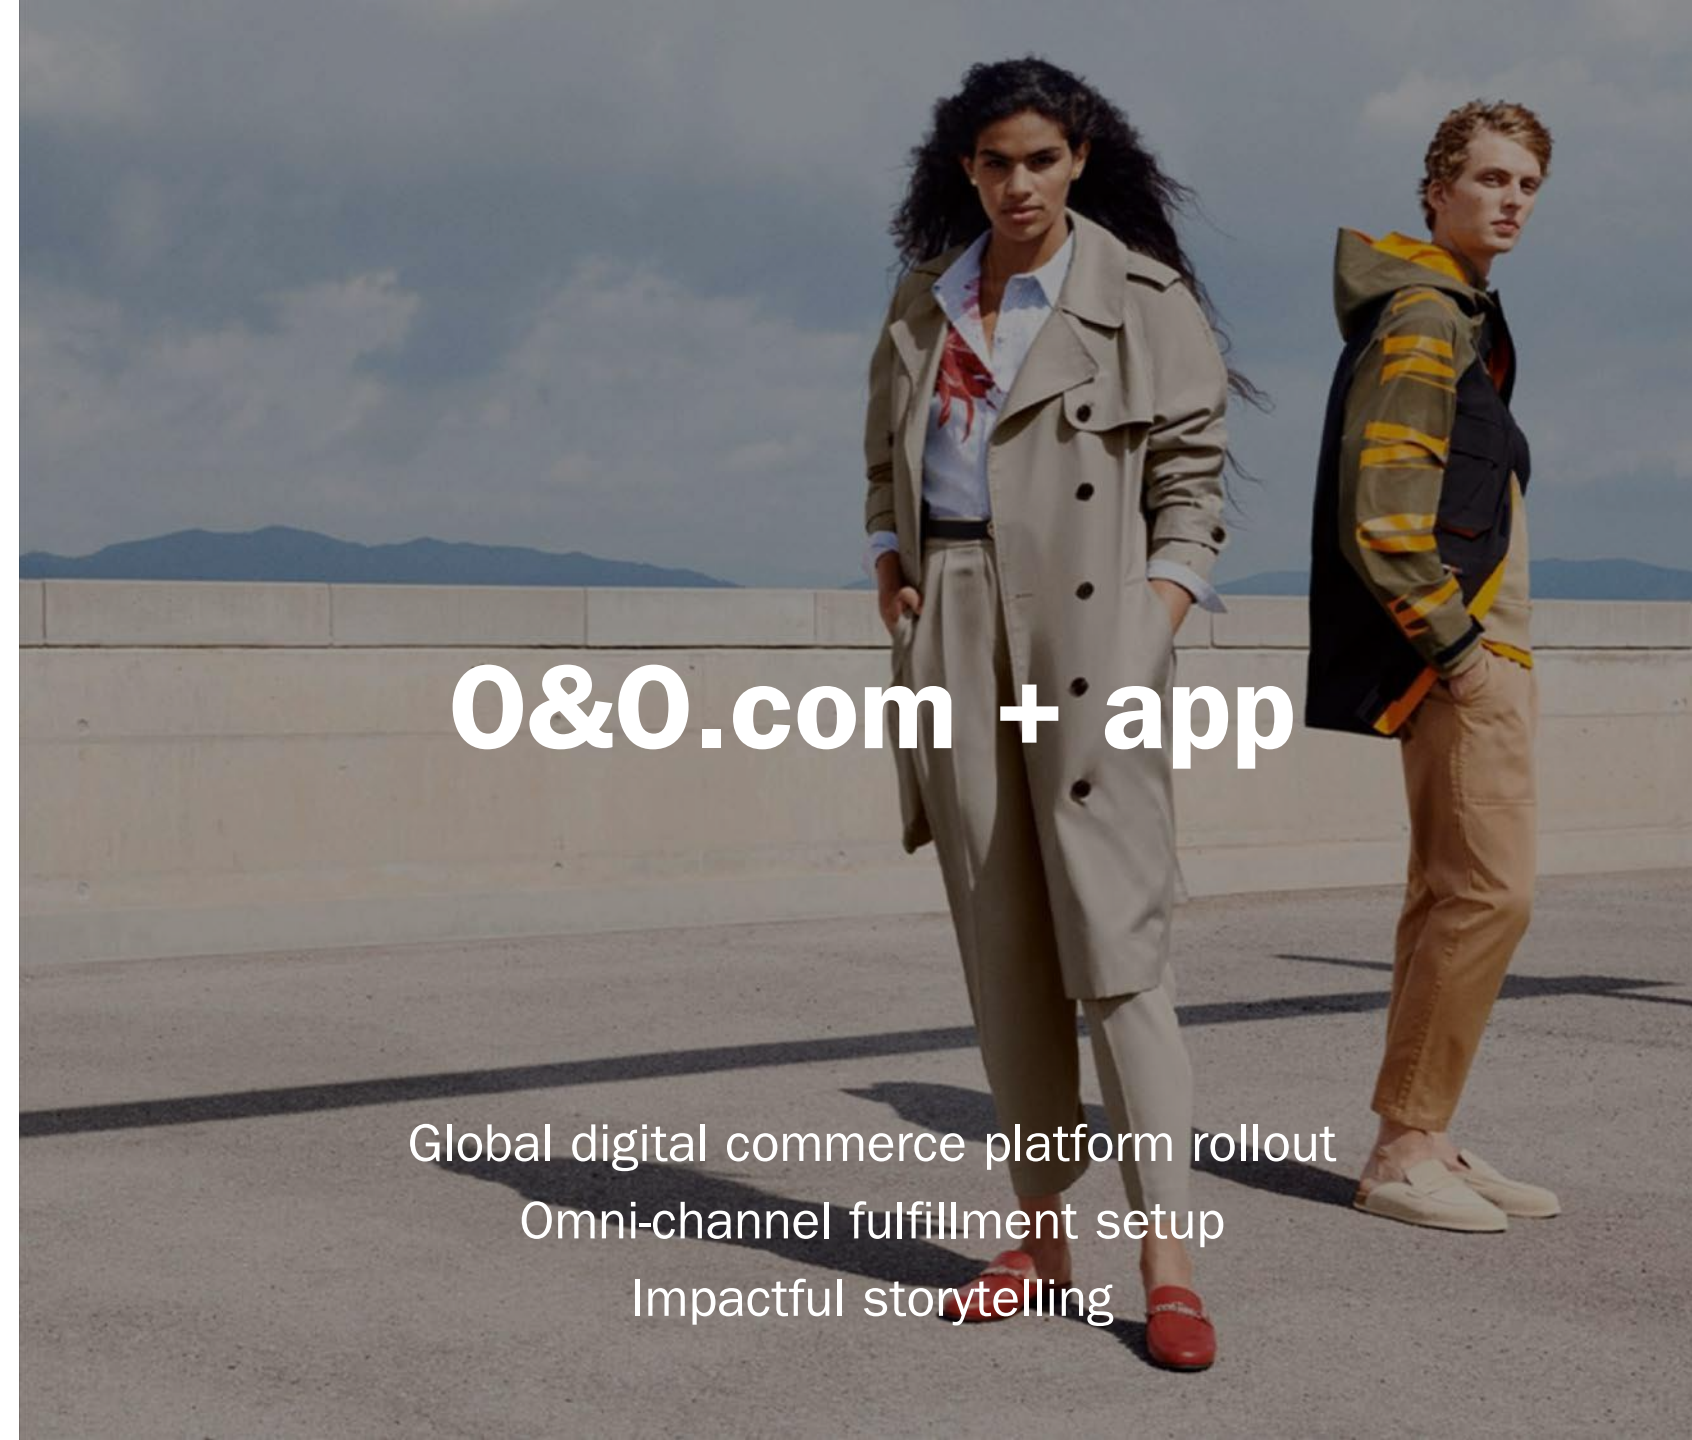 O&O.com + app
Global digital commerce platform rollout
Omni-channel fulfillment setup
Impactful storytelling